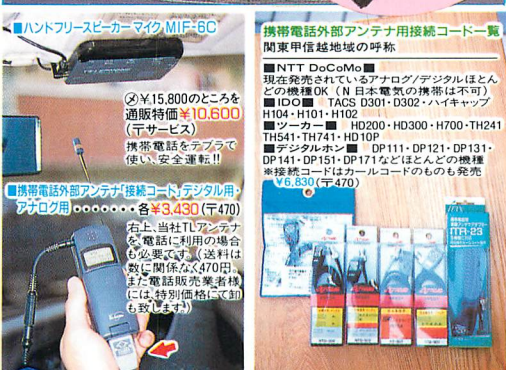 ■ハンドフリースピーカーマイク MIF-6C
㋱¥15,800のところを
通販特価¥10,600
(〒サービス)
携帯電話をテブラで
使い、安全運転!!
■携帯電話外部アンテナ「接続コード」デジタル用・
アナログ用・・・・・・・各¥3,430(〒470)
右上、当社TLアンテナ
を、電話に利用の場合
も必要です。(送料は
数に関係なく470円。
また電話販売業者様
には、特別価格にて卸
も致します。)
携帯電話外部アンテナ用接続コード一覧
関東甲信越地域の呼称
■NTT DoCoMo■
現在発売されているアナログ/デジタルほとん
どの機種OK (N 日本電気の携帯は不可)
■IDO■ TACS D301・D302・ハイキャップ
H104・H101・H102
■ツーカー■ HD200・HD300・H700・TH241
TH541・TH741・HD10P
■デジタルホン■ DP111・DP121・DP131・
DP141・DP151・DP171などほとんどの機種
※接続コードはカールコードのものも発売
¥6,830(〒470)
ITA-23